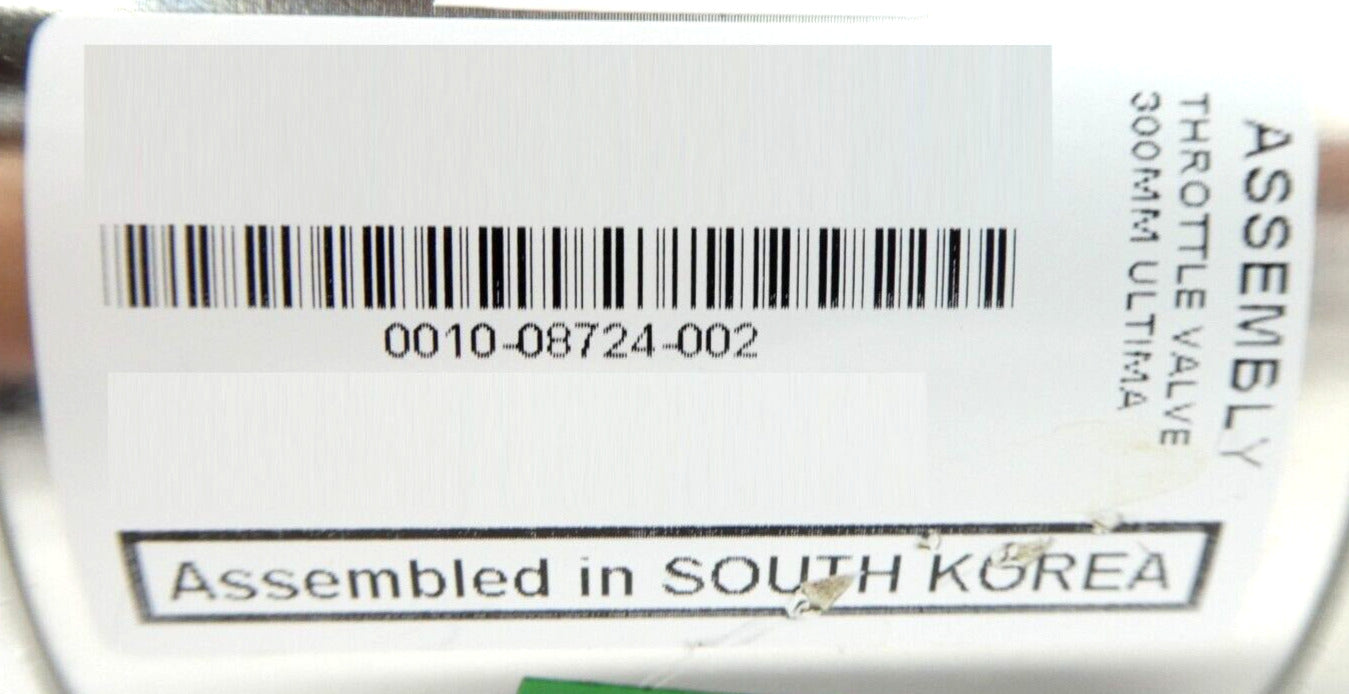 0010-08724-002
Assembled in SOUTH KOREA
ASSEMBLY
THROTTLE VALVE
300MM ULTIMA